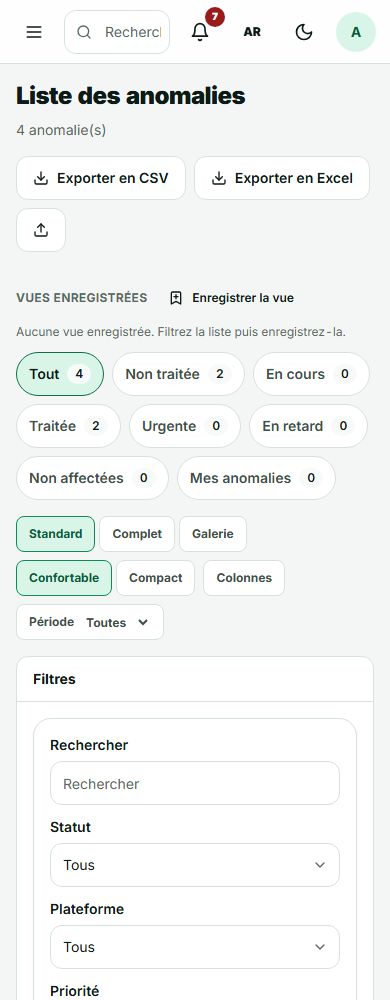 Recherc
7
AR
A
Liste des anomalies
4 anomalie(s)
Exporter en CSV
Exporter en Excel
VUES ENREGISTRÉES
Enregistrer la vue
Aucune vue enregistrée. Filtrez la liste puis enregistrez-la.
Tout 4
Non traitée 2
En cours 0
Traitée 2
Urgente 0
En retard 0
Non affectées 0
Mes anomalies 0
Standard
Complet
Galerie
Confortable
Compact
Colonnes
Période Toutes
Filtres
Rechercher
Rechercher
Statut
Tous
Plateforme
Tous
Priorité